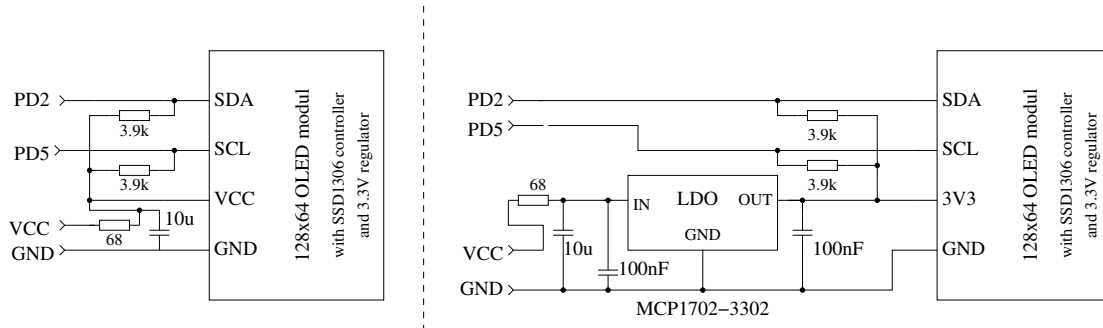 PD2
3.9k
SDA
PD5
3.9k
SCL
VCC
VCC
68
10u
GND
GND
128x64 OLED modul
with SSD1306 controller
and 3.3V regulator
PD2
SDA
PD5
3.9k
SCL
3.9k
68
IN
LDO
OUT
GND
3V3
VCC
10u
100nF
100nF
GND
GND
MCP1702-3302
128x64 OLED modul
with SSD1306 controller
and 3.3V regulator